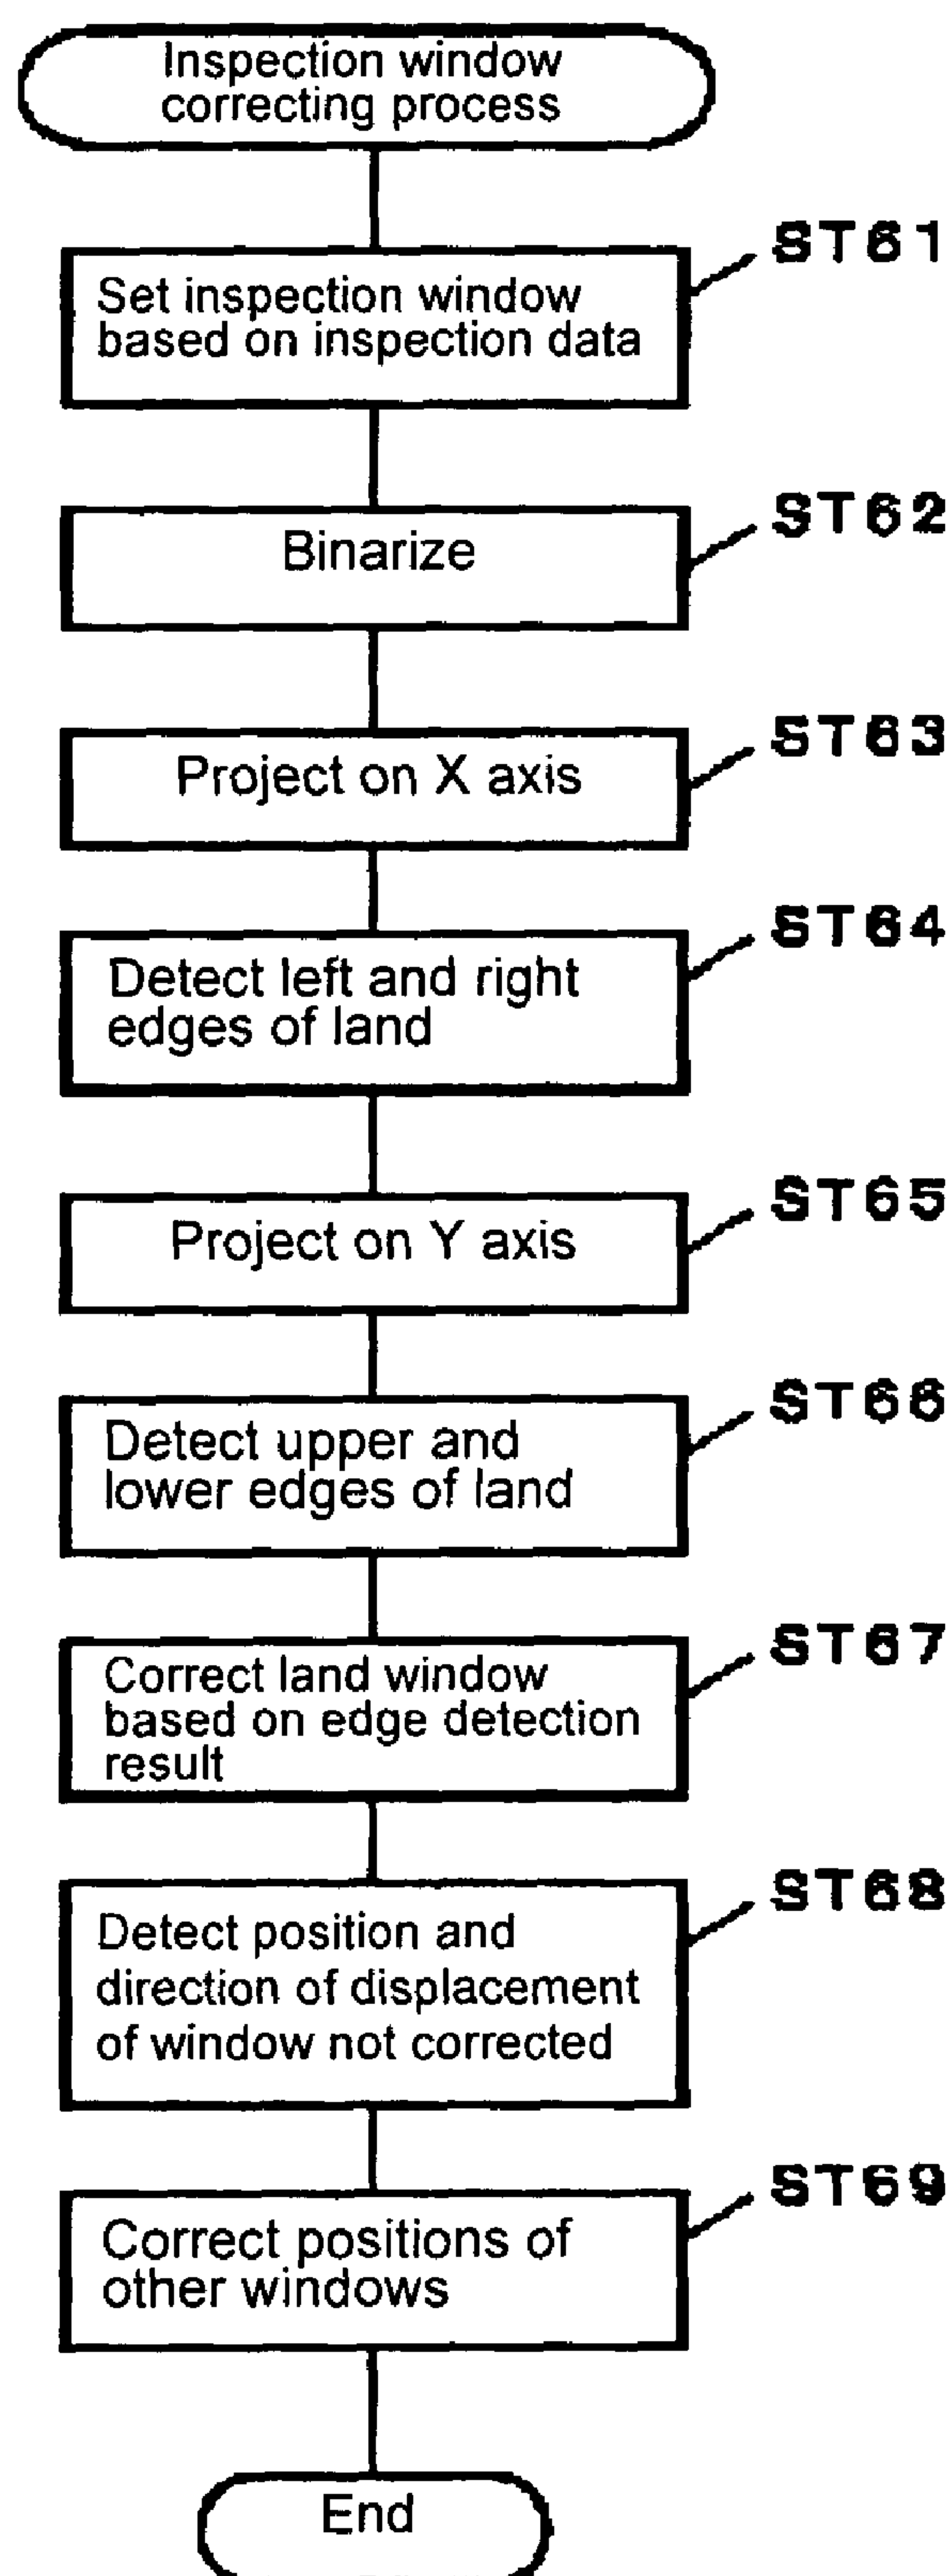 Inspection window
correcting process
ST61
Set inspection window
based on inspection data
ST62
Binarize
ST63
Project on X axis
ST64
Detect left and right
edges of land
ST65
Project on Y axis
ST66
Detect upper and
lower edges of land
ST67
Correct land window
based on edge detection
result
ST68
Detect position and
direction of displacement
of window not corrected
ST69
Correct positions of
other windows
End